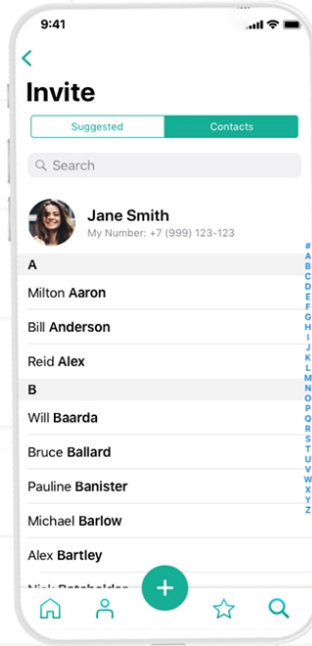 9:41
Invite
Suggested Contacts
Search
Jane Smith
My Number: +7 (999) 123-123
A
Milton Aaron
Bill Anderson
Reid Alex
B
Will Baarda
Bruce Ballard
Pauline Banister
Michael Barlow
Alex Bartley
#
A
B
C
D
E
F
G
H
I
J
K
L
M
N
O
P
Q
R
S
T
U
V
W
X
Y
Z